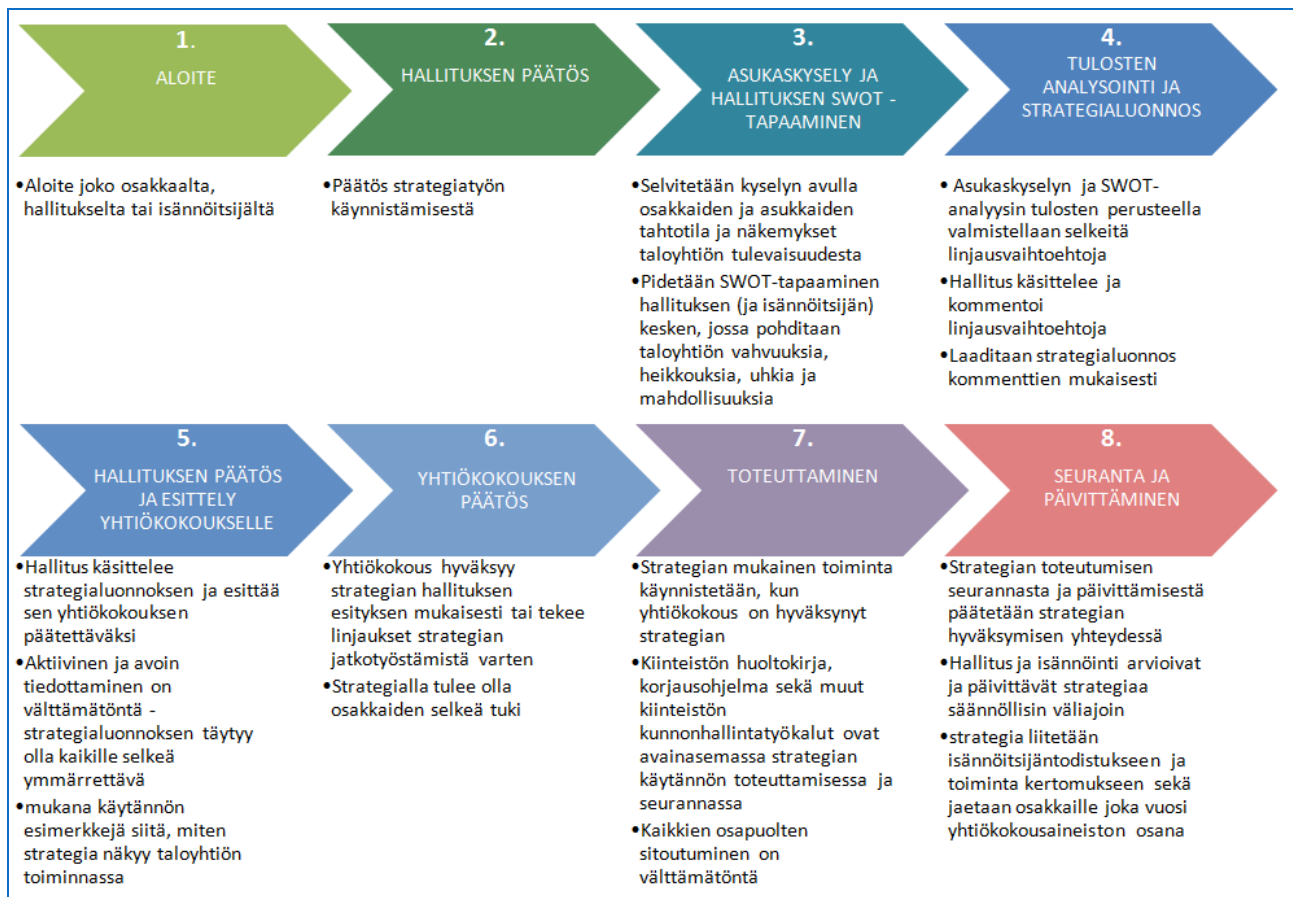 1.
ALOITE
•Aloite joko osakkaalta,
hallitukselta tai isännöitsijältä
2.
HALLITUKSEN PÄÄTÖS
•Päätös strategiatyön
käynnistämisestä
3.
ASUKASKYSELY JA
HALLITUKSEN SWOT -
TAPAAMINEN
•Selvitetään kyselyn avulla
osakkaiden ja asukkaiden
tahtotila ja näkemykset
taloyhtiön tulevaisuudesta
•Pidetään SWOT-tapaaminen
hallituksen (ja isännöitsijän)
kesken, jossa pohditaan
taloyhtiön vahvuuksia,
heikkouksia, uhkia ja
mahdollisuuksia
4.
TULOSTEN
ANALYSOINTI JA
STRATEGIALUONNOS
• Asukaskyselyn ja SWOT-
analyysin tulosten perusteella
valmistellaan selkeitä
linjausvaihtoehtoja
•Hallitus käsittelee ja
kommentoi
linjausvaihtoehtoja
•Laaditaan strategialuonnos
kommenttien mukaisesti
5.
HALLITUKSEN PÄÄTÖS
JA ESITTELY
YHTIÖKOKOUKSELLE
•Hallitus käsittelee
strategialuonnoksen ja esittää
sen yhtiökokouksen
päätettäväksi
•Aktiivinen ja avoin
tiedottaminen on
välttämätöntä -
strategialuonnoksen täytyy
olla kaikille selkeä
ymmärrettävä
•mukana käytännön
esimerkkejä siitä, miten
strategia näkyy taloyhtiön
toiminnassa
6.
YHTIÖKOKOUKSEN
PÄÄTÖS
•Yhtiökokous hyväksyy
strategian hallituksen
esityksen mukaisesti tai tekee
linjaukset strategian
jatkotyöstämistä varten
•Strategialla tulee olla
osakkaiden selkeä tuki
7.
TOTEUTTAMINEN
•Strategian mukainen toiminta
käynnistetään, kun
yhtiökokous on hyväksynyt
strategian
•Kiinteistön huoltokirja,
korjausohjelma sekä muut
kiinteistön
kunnonhallintatyökalut ovat
avainasemassa strategian
käytännön toteuttamisessa ja
seurannassa
•Kaikkien osapuolten
sitoutuminen on
välttämätöntä
8.
SEURANTA JA
PÄIVITTÄMINEN
•Strategian toteutumisen
seurannasta ja päivittämisestä
päätetään strategian
hyväksymisen yhteydessä
•Hallitus ja isännöinti arvioivat
ja päivittävät strategiaa
säännöllisin väliajoin
•strategia liitetään
isännöitsijäntodistukseen ja
toiminta kertomukseen sekä
jaetaan osakkaille joka vuosi
yhtiökokousaineiston osana